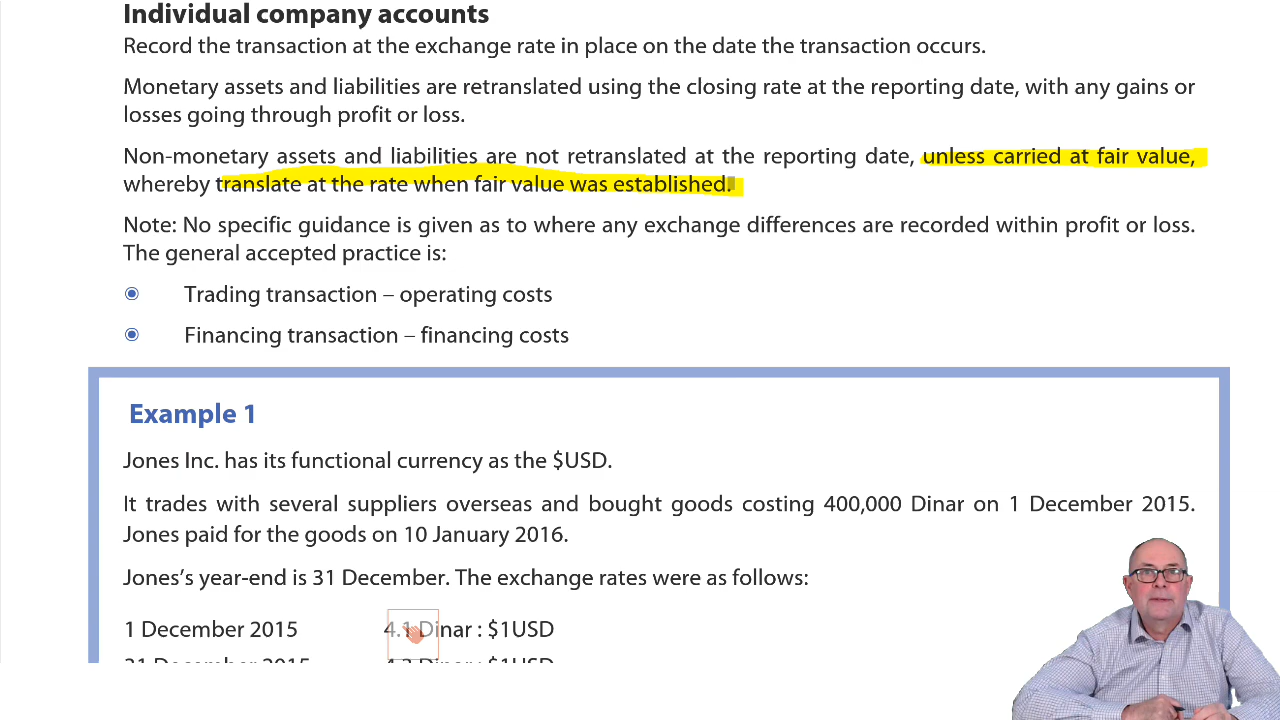 Individual company accounts
Record the transaction at the exchange rate in place on the date the transaction occurs.
Monetary assets and liabilities are retranslated using the closing rate at the reporting date, with any gains or
losses going through profit or loss.
Non-monetary assets and liabilities are not retranslated at the reporting date, unless carried at fair value,
whereby translate at the rate when fair value was established.
Note: No specific guidance is given as to where any exchange differences are recorded within profit or loss.
The general accepted practice is:
Trading transaction – operating costs
Financing transaction – financing costs
Example 1
Jones Inc. has its functional currency as the $USD.
It trades with several suppliers overseas and bought goods costing 400,000 Dinar on 1 December 2015.
Jones paid for the goods on 10 January 2016.
Jones's year-end is 31 December. The exchange rates were as follows:
1 December 2015 4.1 Dinar : $1USD
31 December 2015 4.3 Dinar : $1USD